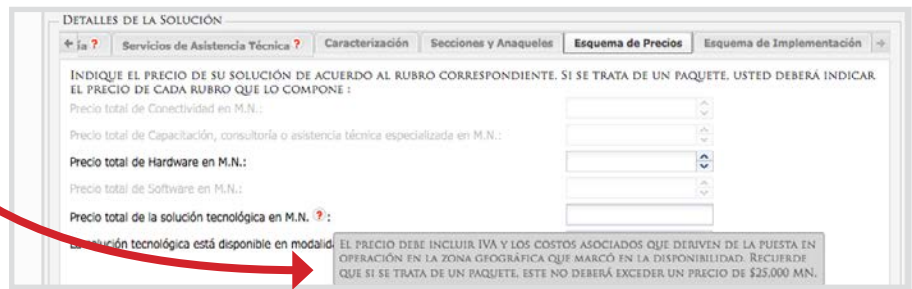 DETALLES DE LA SOLUCIÓN
ía ? Servicios de Asistencia Técnica ? Caracterización Secciones y Anaqueles Esquema de Precios Esquema de Implementación
INDIQUE EL PRECIO DE SU SOLUCIÓN DE ACUERDO AL RUBRO CORRESPONDIENTE. SI SE TRATA DE UN PAQUETE, USTED DEBERÁ INDICAR
EL PRECIO DE CADA RUBRO QUE LO COMPONE :
Precio total de Conectividad en M.N.:
Precio total de Capacitación, consultoría o asistencia técnica especializada en M.N.:
Precio total de Hardware en M.N.:
Precio total de Software en M.N.:
Precio total de la solución tecnológica en M.N. ? :
ución tecnológica está disponible en modalid
EL PRECIO DEBE INCLUIR IVA Y LOS COSTOS ASOCIADOS QUE DERIVEN DE LA PUESTA EN
OPERACIÓN EN LA ZONA GEOGRÁFICA QUE MARCÓ EN LA DISPONIBILIDAD. RECUERDE
QUE SI SE TRATA DE UN PAQUETE, ESTE NO DEBERÁ EXCEDER UN PRECIO DE $25,000 MN.